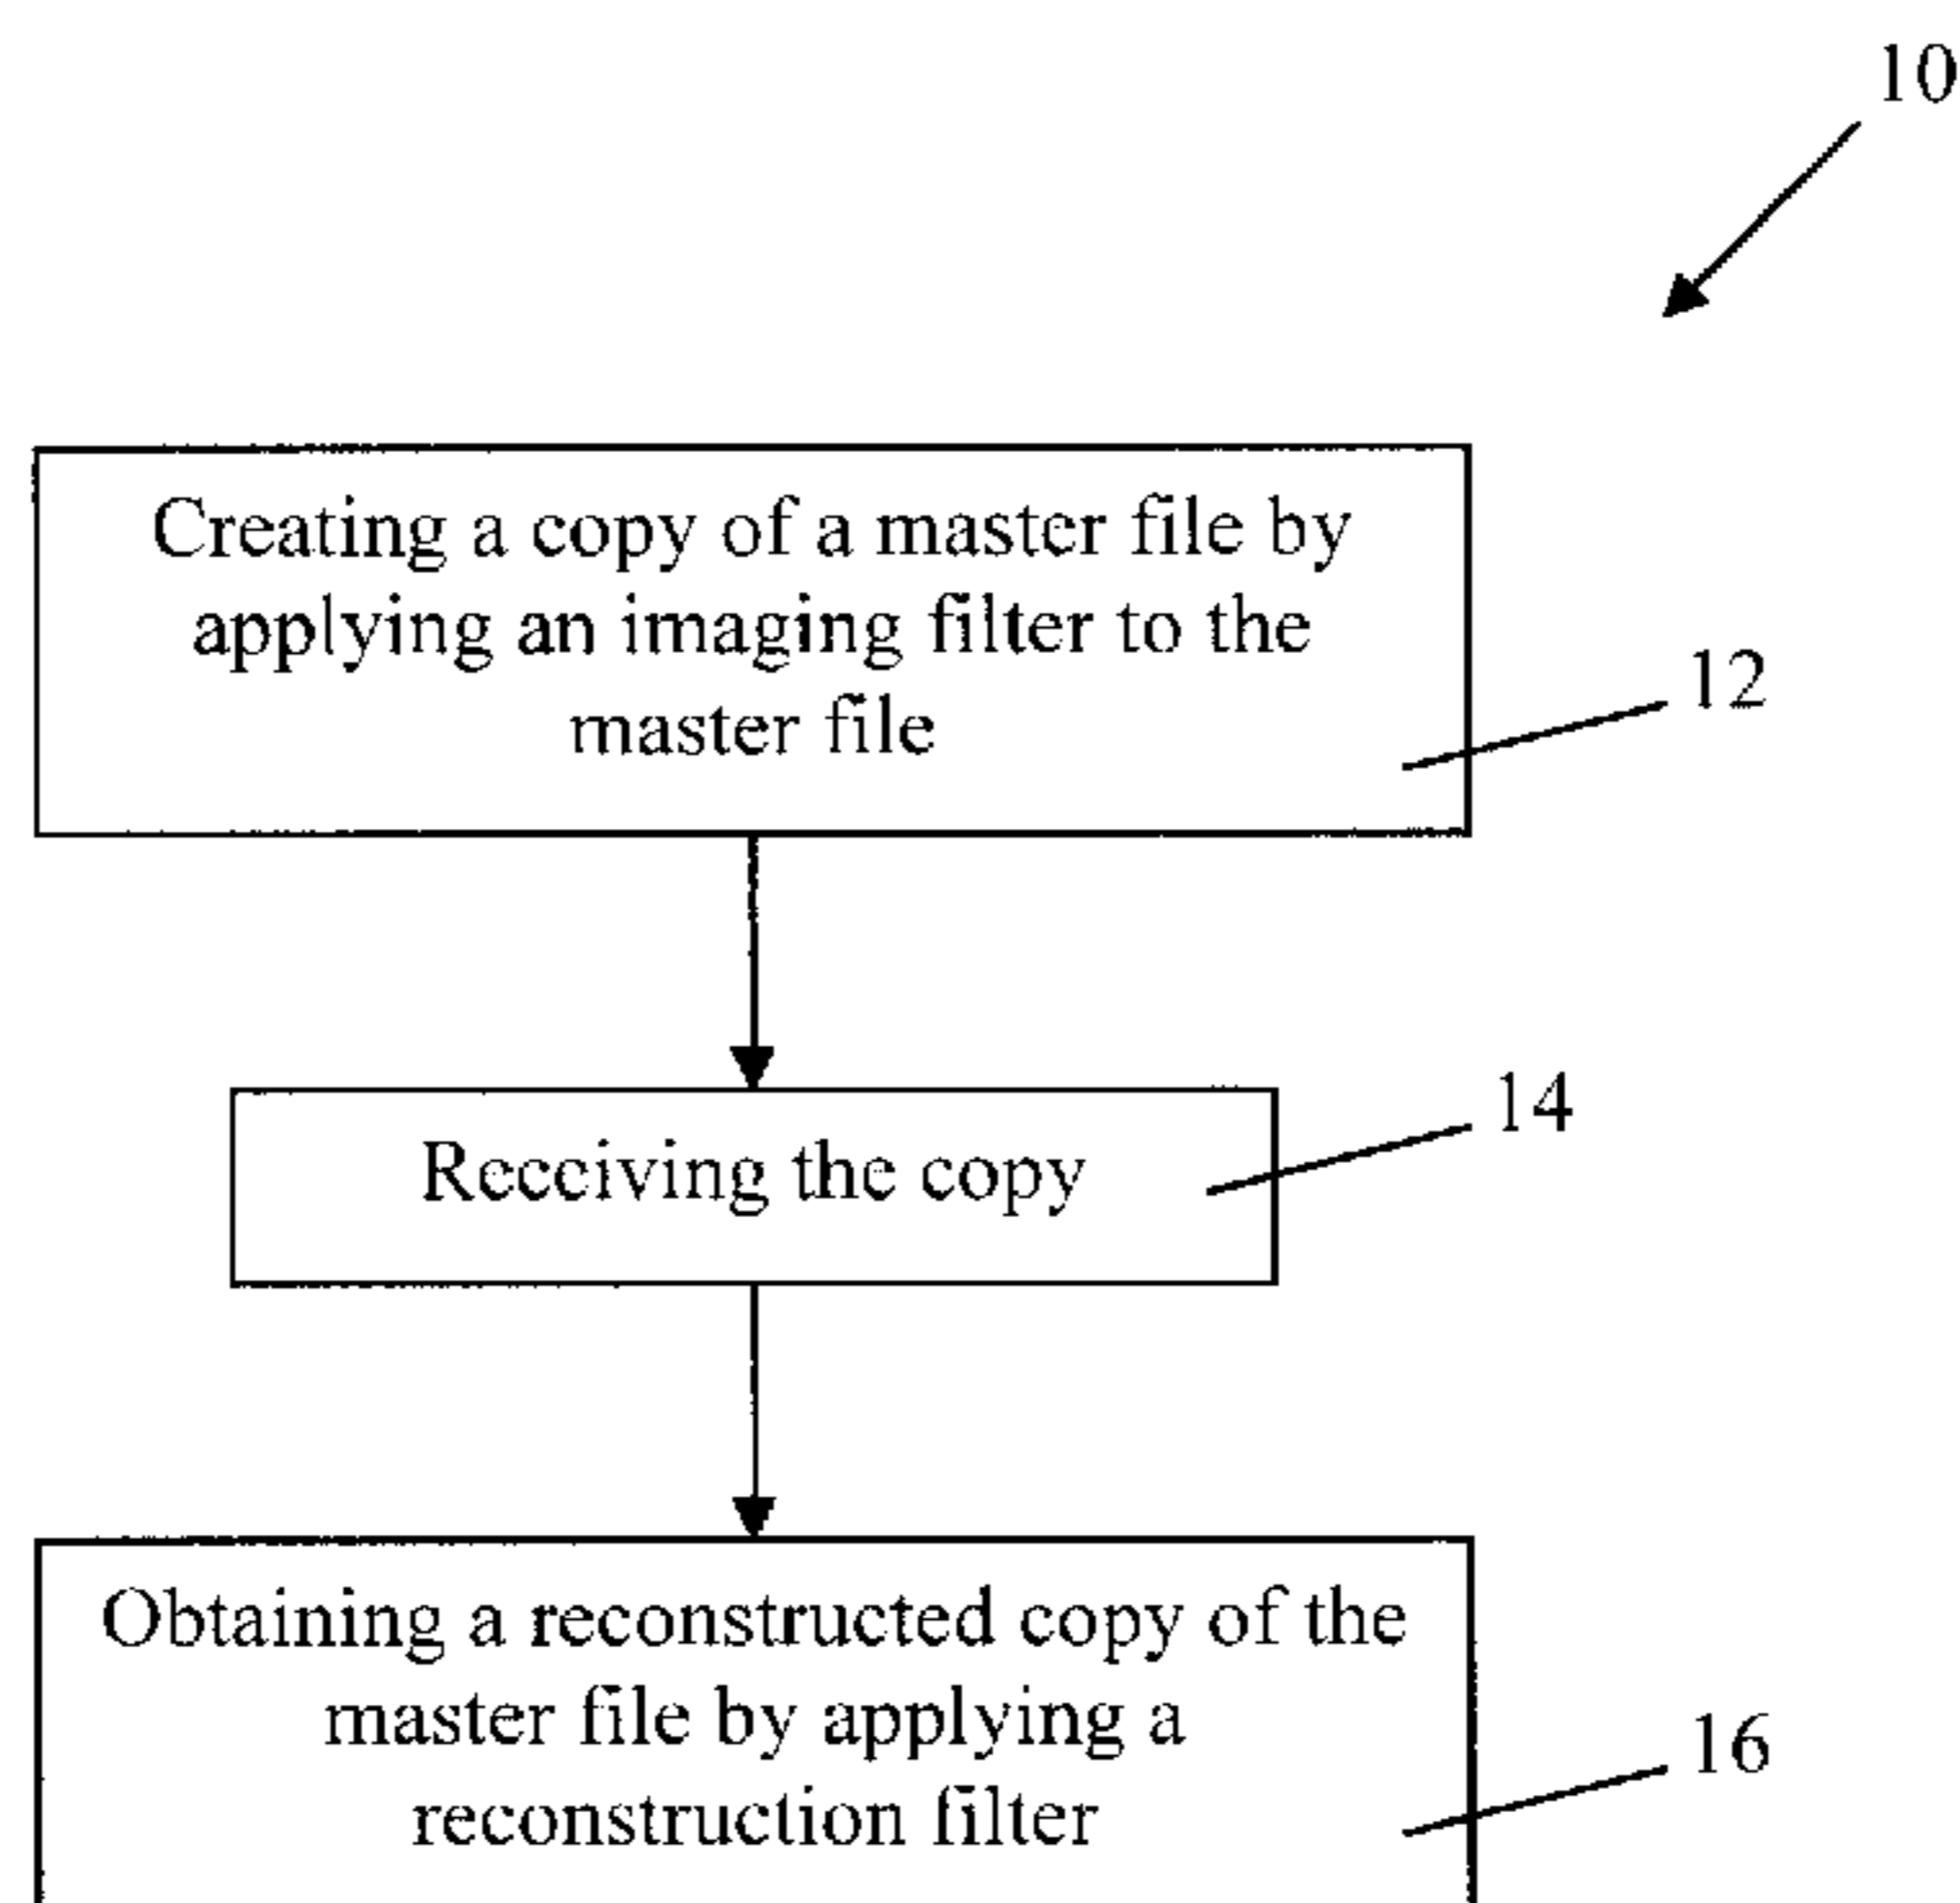 10
Creating a copy of a master file by
applying an imaging filter to the
master file
12
Receiving the copy
14
Obtaining a reconstructed copy of the
master file by applying a
reconstruction filter
16